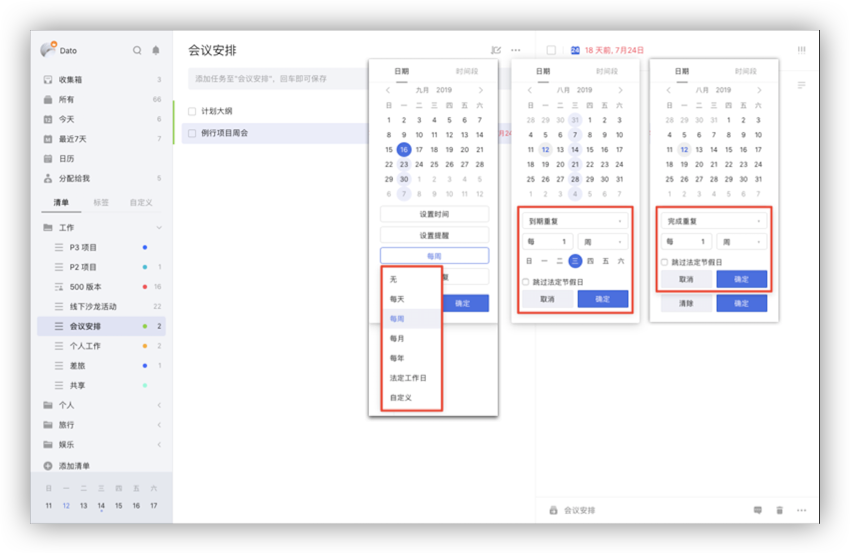 Dato
收集箱 3
所有 66
今天 6
最近7天 7
日历
分配给我 5
清单 标签 自定义
工作
P3 项目
P2 项目 1
500 版本 16
线下沙龙活动 22
会议安排 2
个人工作 2
差旅 1
共享
个人
旅行
娱乐
添加清单
日 一 二 三 四 五 六
11 12 13 14 15 16 17
会议安排
添加任务至"会议安排"，回车即可保存
计划大纲
例行项目周会
18 天前, 7月24日
日期 时间段
九月 2019
日 一 二 三 四 五 六
1 2 3 4 5 6 7
8 9 10 11 12 13 14
15 16 17 18 19 20 21
22 23 24 25 26 27 28
29 30 1 2 3 4 5
6 7 8 9 10 11 12
设置时间
设置提醒
每周
复
确定
无
每天
每周
每月
每年
法定工作日
自定义
日期 时间段
八月 2019
日 一 二 三 四 五 六
28 29 30 31 1 2 3
4 5 6 7 8 9 10
11 12 13 14 15 16 17
18 19 20 21 22 23 24
25 26 27 28 29 30 31
1 2 3 4 5 6 7
到期重复
每 1 周
日 一 二 三 四 五 六
跳过法定节假日
取消 确定
日期 时间段
八月 2019
日 一 二 三 四 五 六
28 29 30 31 1 2 3
4 5 6 7 8 9 10
11 12 13 14 15 16 17
18 19 20 21 22 23 24
25 26 27 28 29 30 31
1 2 3 4 5 6 7
完成重复
每 1 周
跳过法定节假日
取消 确定
清除 确定
会议安排